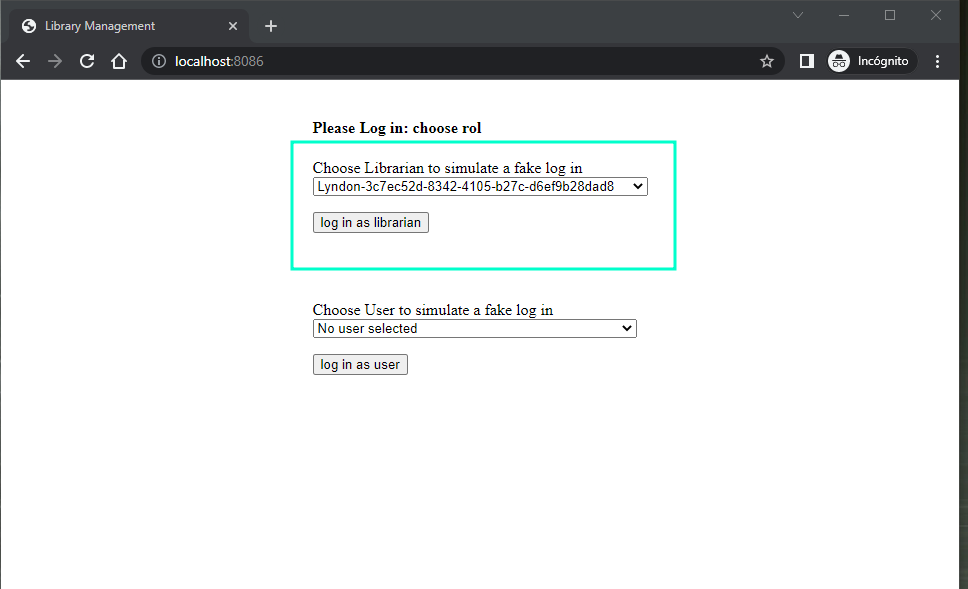 Library Management
localhost:8086
Incógnito
Please Log in: choose rol
Choose Librarian to simulate a fake log in
Lyndon-3c7ec52d-8342-4105-b27c-d6ef9b28dad8
log in as librarian
Choose User to simulate a fake log in
No user selected
log in as user